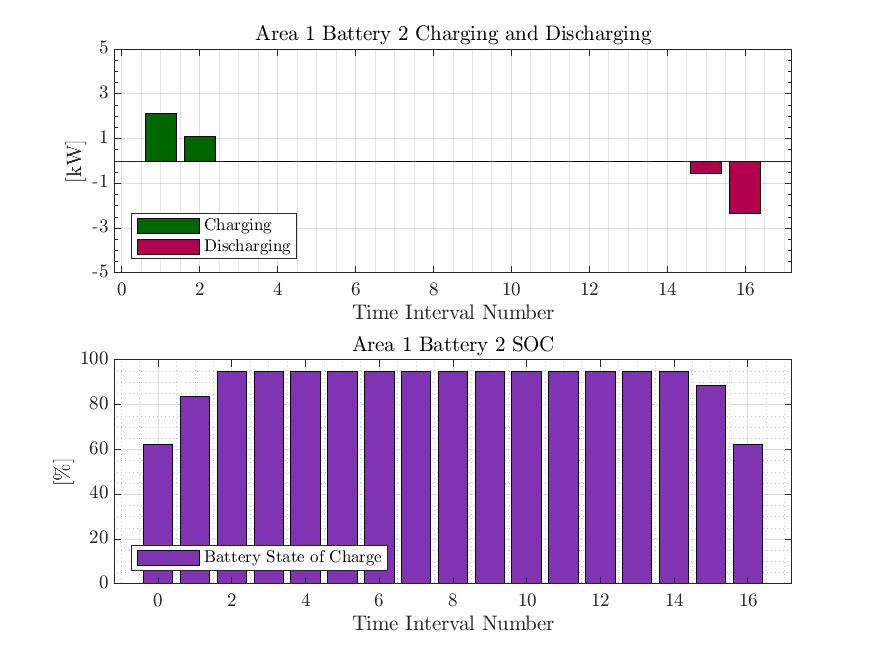 Area 1 Battery 2 Charging and Discharging
5
3
1
-1
-3
-5
[kW]
Charging
Discharging
0 2 4 6 8 10 12 14 16
Time Interval Number
Area 1 Battery 2 SOC
100
80
60
40
20
0
[%]
Battery State of Charge
0 2 4 6 8 10 12 14 16
Time Interval Number